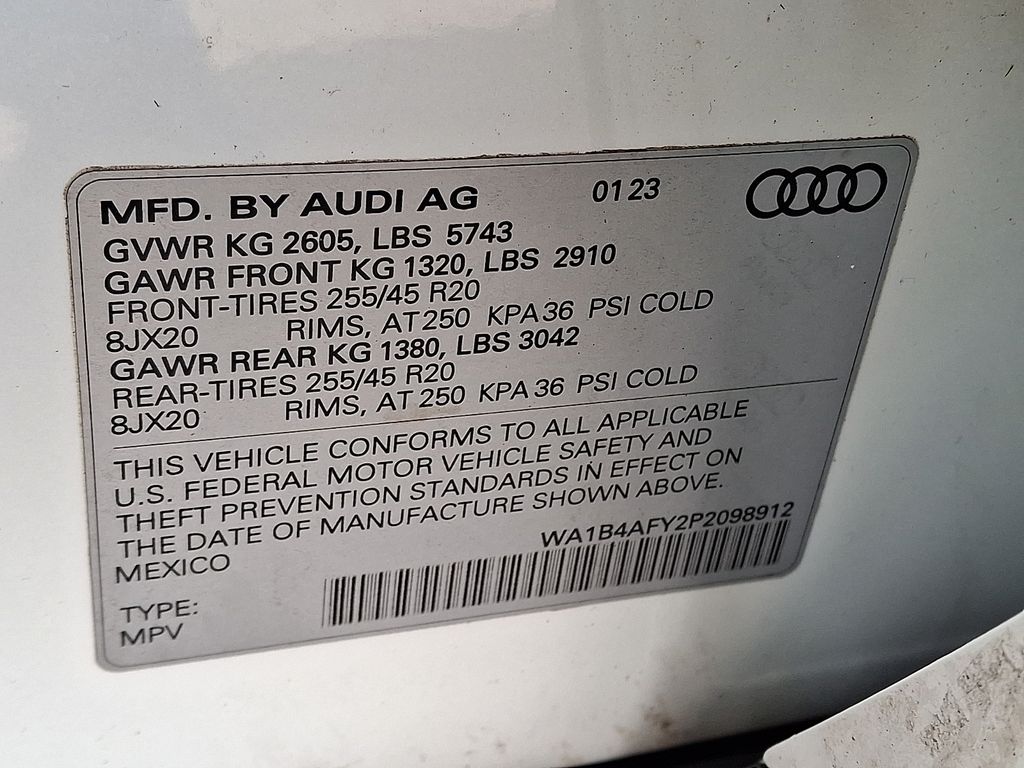 MFD. BY AUDI AG 01 23
GVWR KG 2605, LBS 5743
GAWR FRONT KG 1320, LBS 2910
FRONT-TIRES 255/45 R20
8JX20 RIMS, AT 250 KPA 36 PSI COLD
GAWR REAR KG 1380, LBS 3042
REAR-TIRES 255/45 R20
8JX20 RIMS, AT 250 KPA 36 PSI COLD
THIS VEHICLE CONFORMS TO ALL APPLICABLE
U.S. FEDERAL MOTOR VEHICLE SAFETY AND
THEFT PREVENTION STANDARDS IN EFFECT ON
THE DATE OF MANUFACTURE SHOWN ABOVE.
MEXICO WA1B4AFY2P2098912
TYPE:
MPV